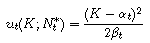 u_t(K; N_t^*) = \frac{(K - \alpha_t)^2}{2\beta_t}